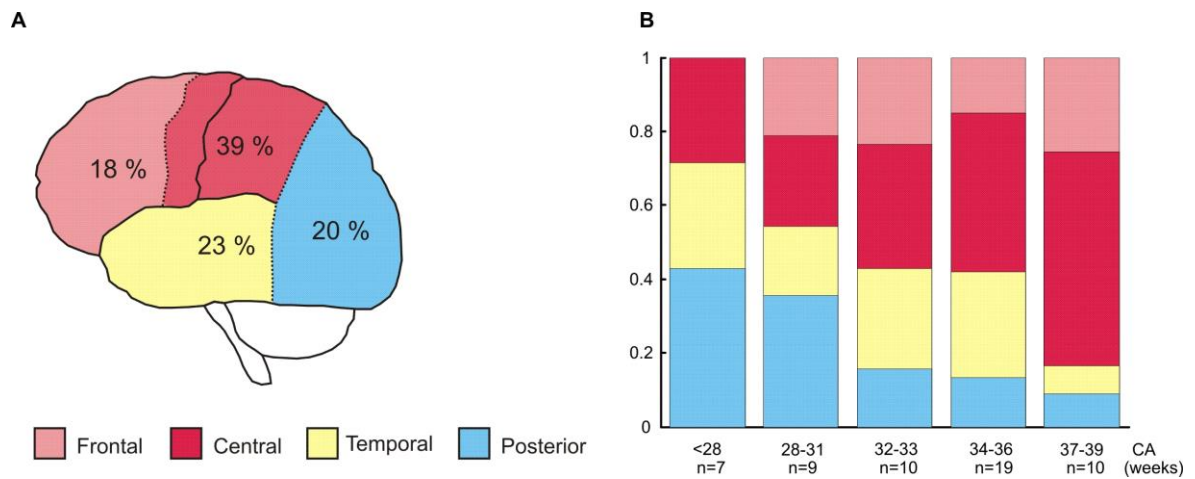 A
18 %
39 %
23 %
20 %
Frontal Central Temporal Posterior
B
1
0.8
0.6
0.4
0.2
0
<28 28-31 32-33 34-36 37-39 CA
n=7 n=9 n=10 n=19 n=10 (weeks)